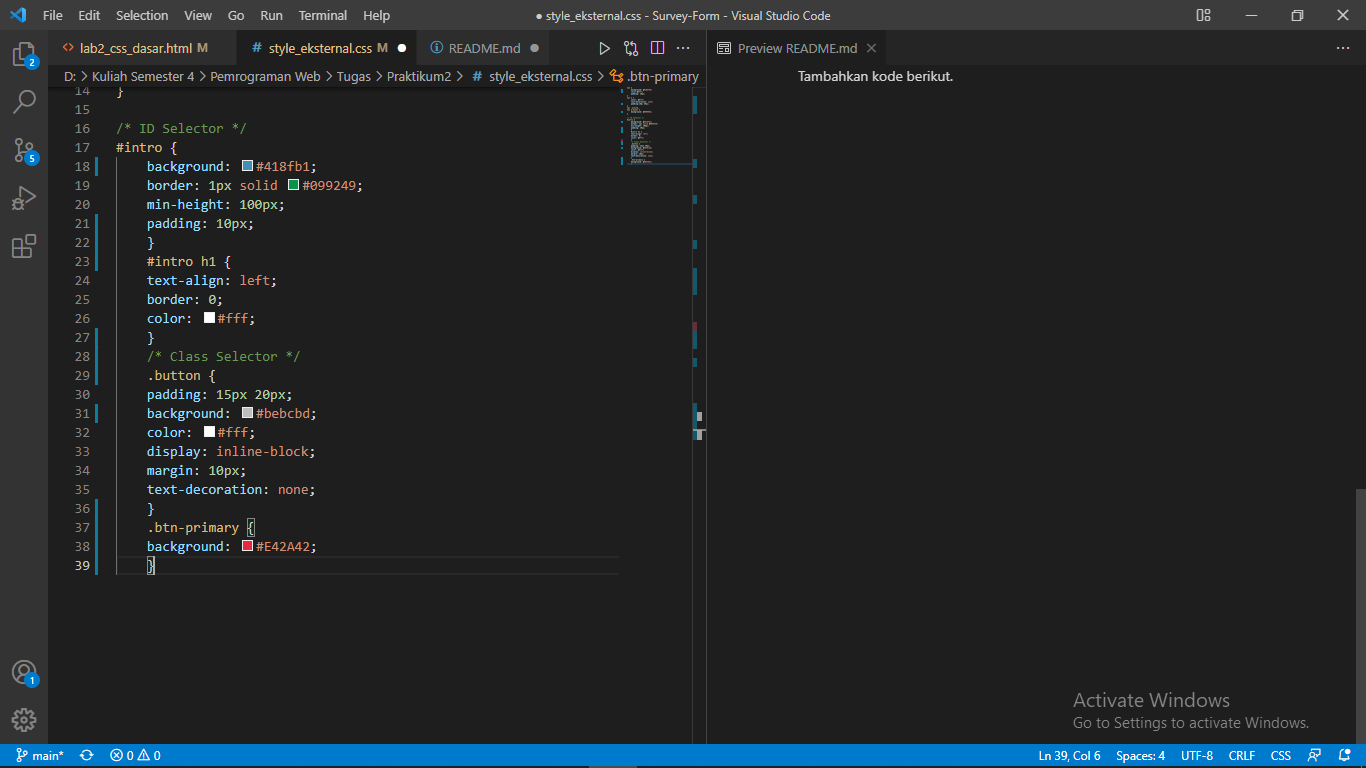 File Edit Selection View Go Run Terminal Help
● style_eksternal.css - Survey-Form - Visual Studio Code
<> lab2_css_dasar.html M
# style_eksternal.css M ●
README.md ●
Preview README.md
D: > Kuliah Semester 4 > Pemrograman Web > Tugas > Praktikum2 > # style_eksternal.css > .btn-primary
Tambahkan kode berikut.
14 }
15
16 /* ID Selector */
17 #intro {
18 background: #418fb1;
19 border: 1px solid #099249;
20 min-height: 100px;
21 padding: 10px;
22 }
23 #intro h1 {
24 text-align: left;
25 border: 0;
26 color: #fff;
27 }
28 /* Class Selector */
29 .button {
30 padding: 15px 20px;
31 background: #bebcbd;
32 color: #fff;
33 display: inline-block;
34 margin: 10px;
35 text-decoration: none;
36 }
37 .btn-primary {
38 background: #E42A42;
39 }
2
5
1
Activate Windows
Go to Settings to activate Windows.
main* 0 0
Ln 39, Col 6 Spaces: 4 UTF-8 CRLF CSS